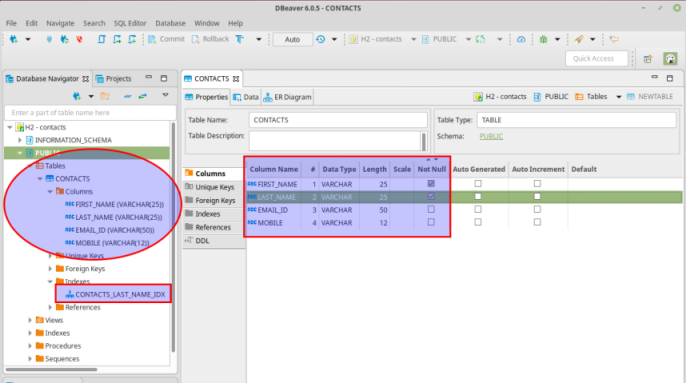 DBeaver 6.0.5 - CONTACTS
File Edit Navigate Search SQL Editor Database Window Help
Commit Rollback Auto H2 - contacts PUBLIC
Quick Access
Database Navigator Projects
Enter a part of table name here
H2 - contacts
INFORMATION_SCHEMA
PUBLIC
Tables
CONTACTS
Columns
FIRST_NAME (VARCHAR(25))
LAST_NAME (VARCHAR(25))
EMAIL_ID (VARCHAR(50))
MOBILE (VARCHAR(12))
Unique Keys
Foreign Keys
Indexes
CONTACTS_LAST_NAME_IDX
References
Views
Indexes
Procedures
Sequences
CONTACTS
Properties Data ER Diagram H2 - contacts PUBLIC Tables NEWTABLE
Table Name: CONTACTS Table Type: TABLE
Table Description: Schema: PUBLIC
Columns
Unique Keys
Foreign Keys
Indexes
References
DDL
Column Name # Data Type Length Scale Not Null Auto Generated Auto Increment Default
ABC FIRST_NAME 1 VARCHAR 25
ABC LAST_NAME 2 VARCHAR 25
ABC EMAIL_ID 3 VARCHAR 50
ABC MOBILE 4 VARCHAR 12